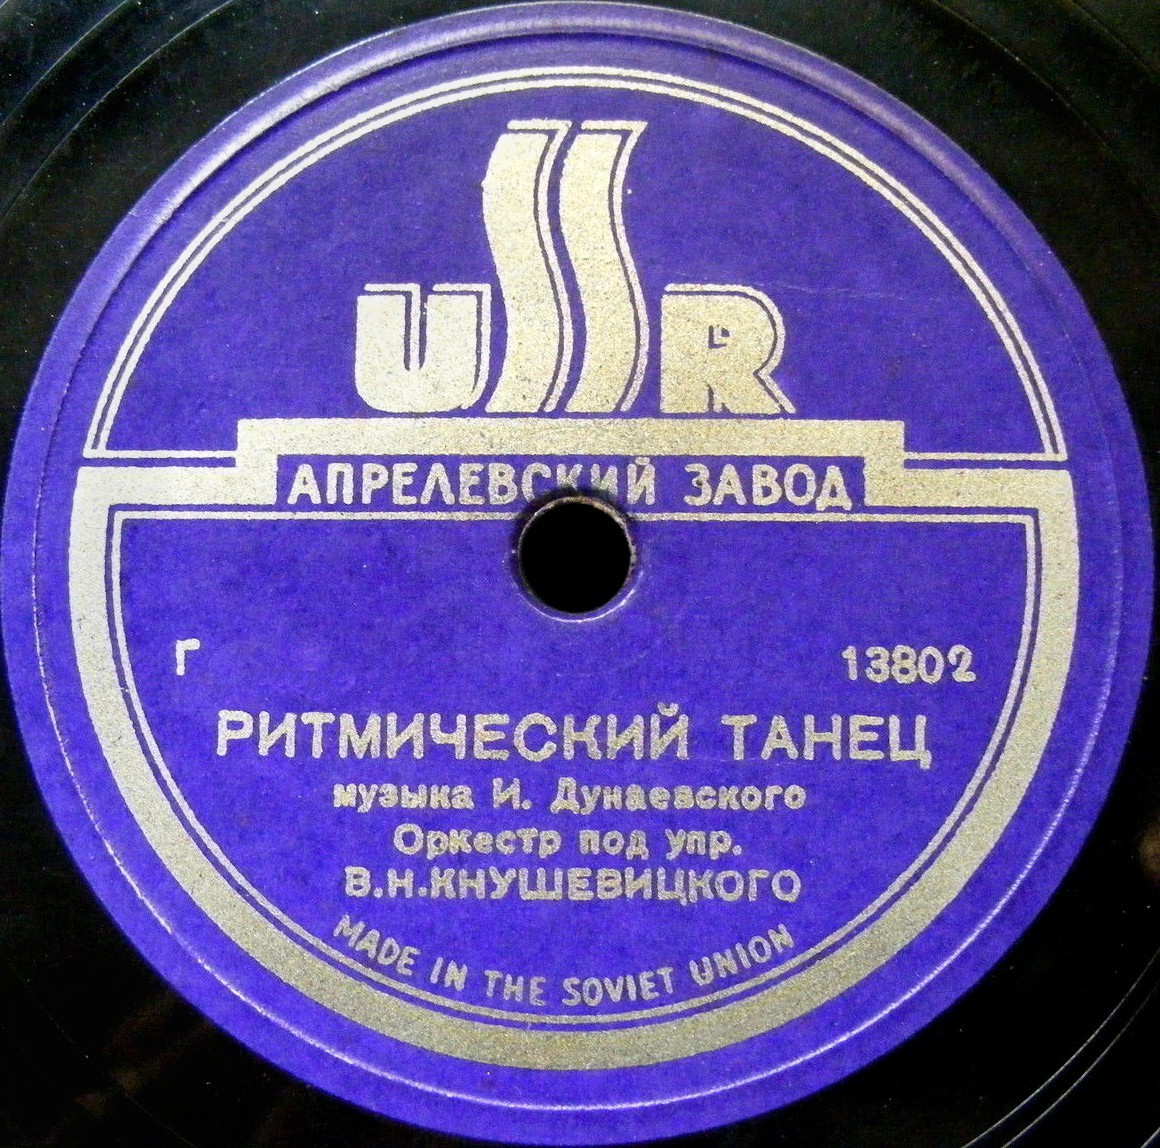 USSR
АПРЕЛЕВСКИЙ ЗАВОД
Г 13802
РИТМИЧЕСКИЙ ТАНЕЦ
музыка И. Дунаевского
Оркестр под упр.
В.Н.КНУШЕВИЦКОГО
MADE IN THE SOVIET UNION